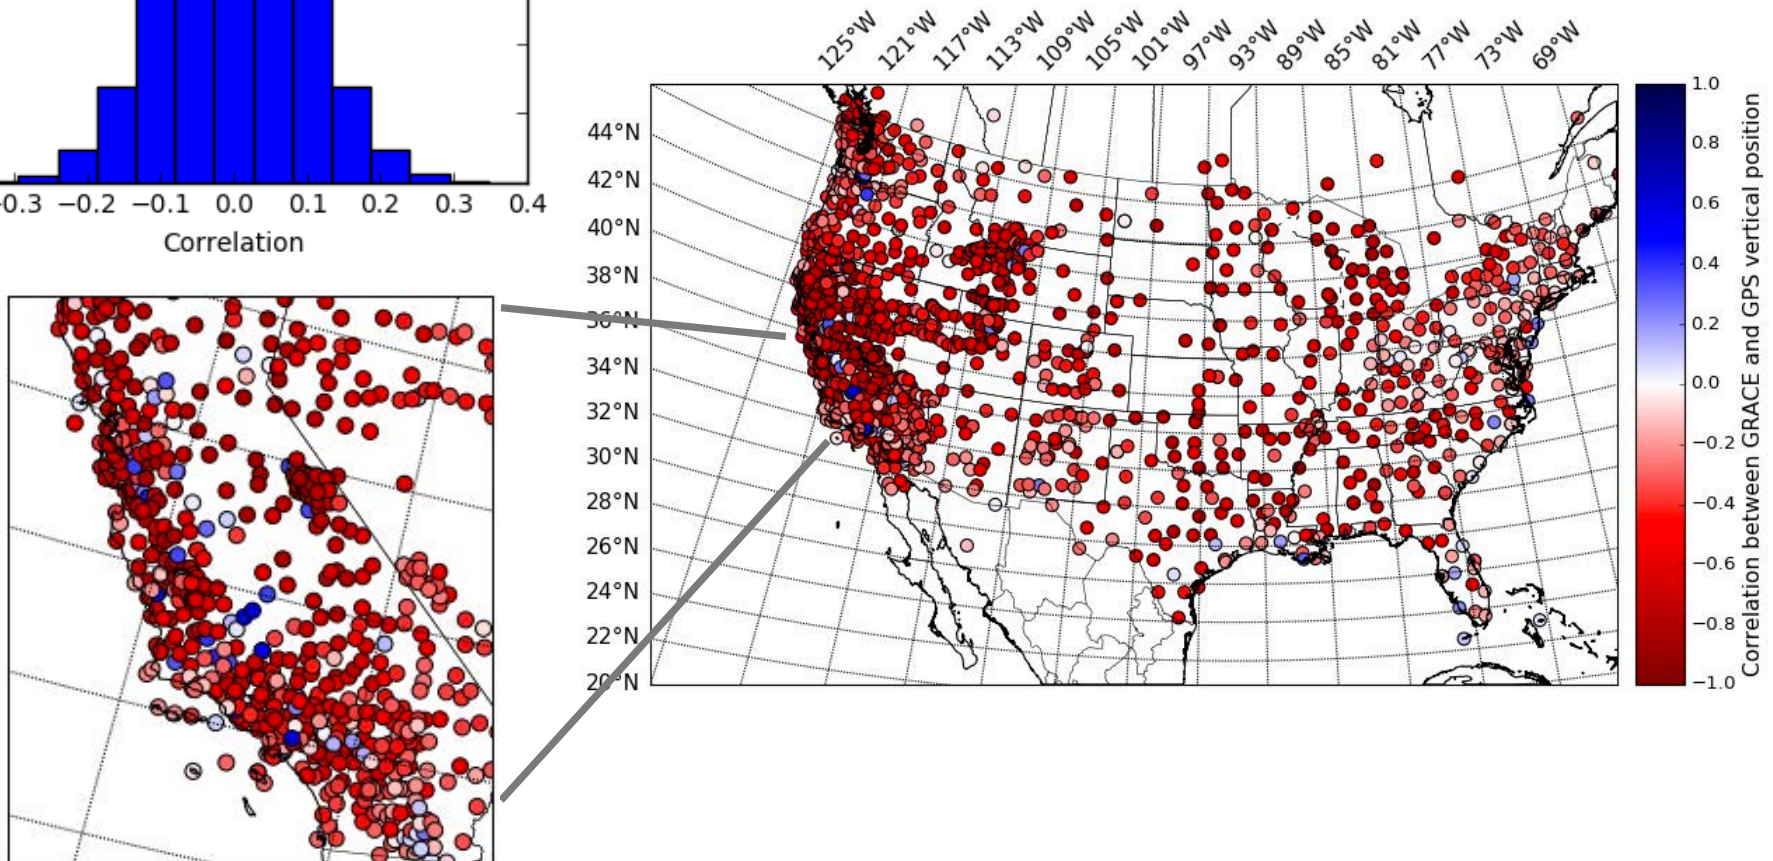 -0.3 −0.2 −0.1 0.0 0.1 0.2 0.3 0.4
Correlation
125°W 121°W 117°W 113°W 109°W 105°W 101°W 97°W 93°W 89°W 85°W 81°W 77°W 73°W 69°W
44°N
42°N
40°N
38°N
36°N
34°N
32°N
30°N
28°N
26°N
24°N
22°N
20°N
1.0
0.8
0.6
0.4
0.2
0.0
−0.2
−0.4
−0.6
−0.8
−1.0
Correlation between GRACE and GPS vertical position